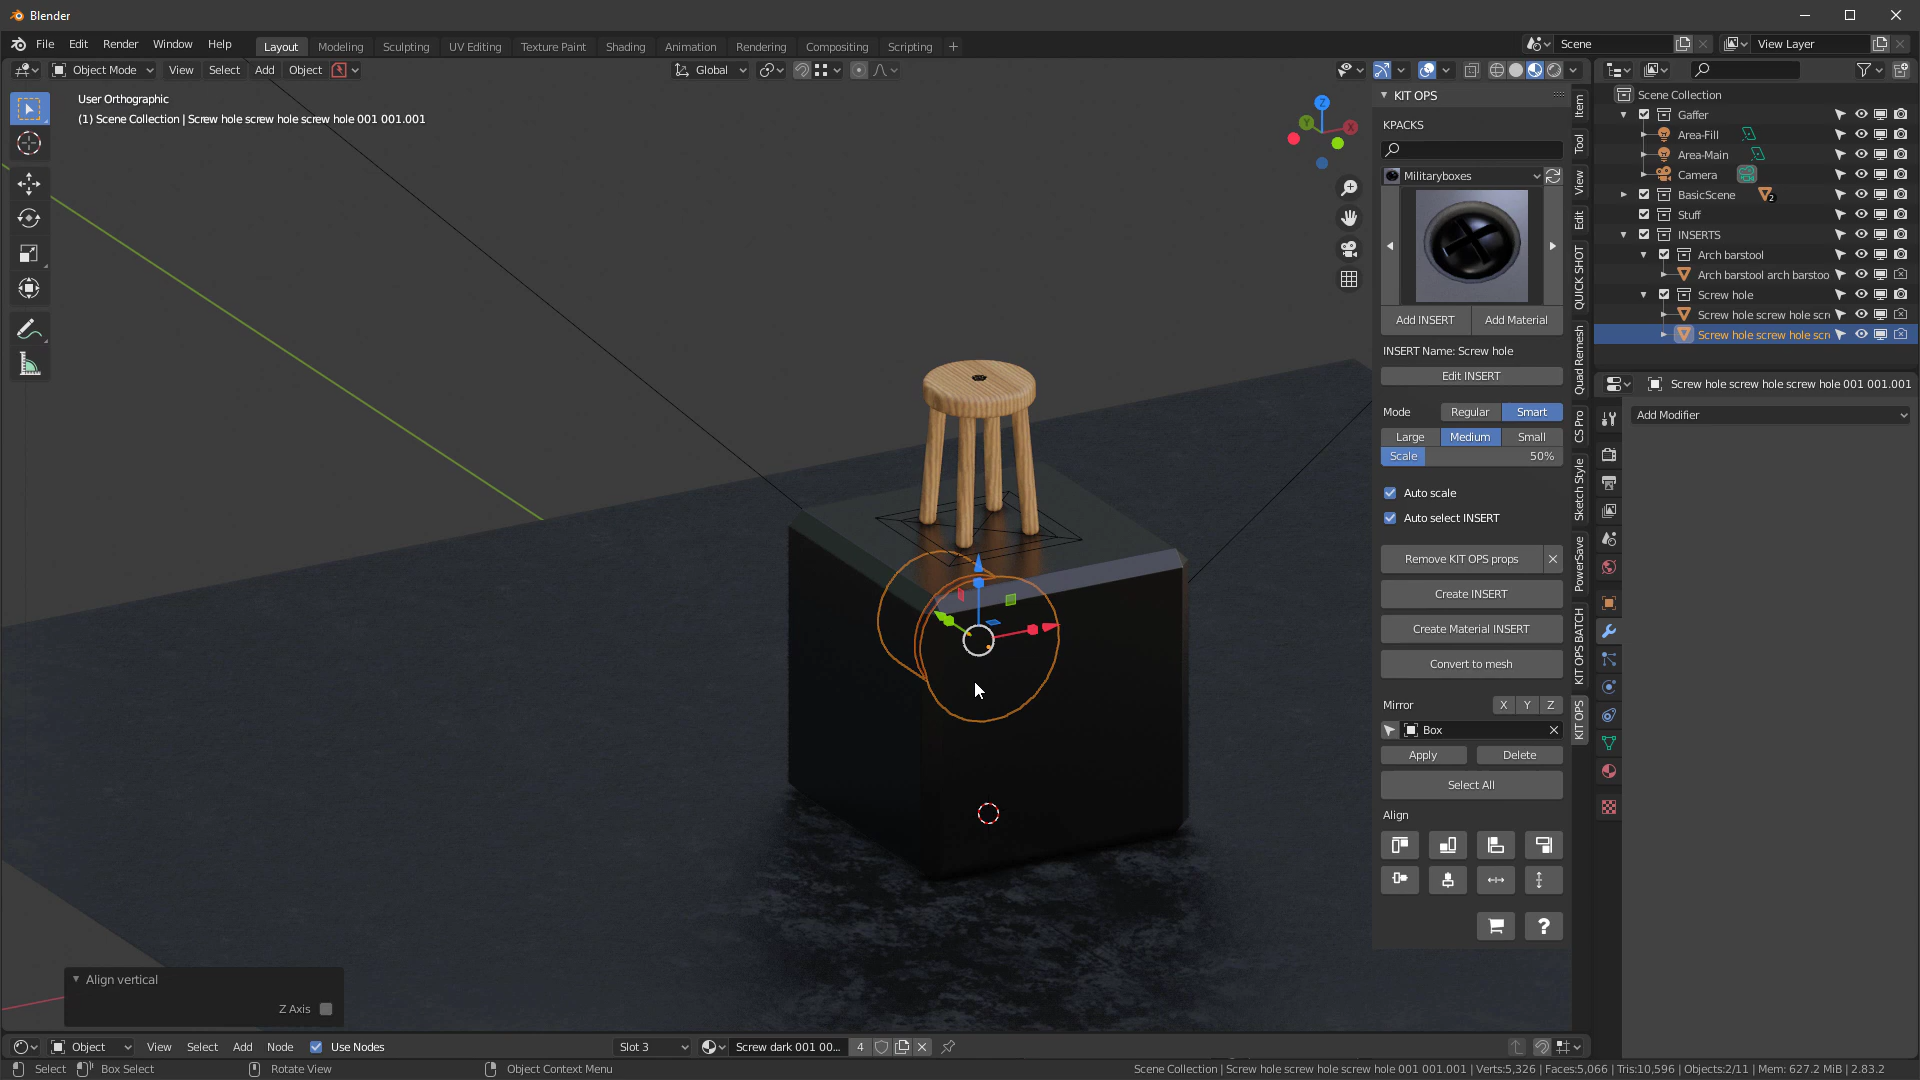 Blender
File Edit Render Window Help
Layout Modeling Sculpting UV Editing Texture Paint Shading Animation Rendering Compositing Scripting +
Scene
View Layer
Object Mode View Select Add Object
Global
User Orthographic
(1) Scene Collection | Screw hole screw hole screw hole 001 001.001
Z
Y
X
KIT OPS
KPACKS
Militaryboxes
Add INSERT Add Material
INSERT Name: Screw hole
Edit INSERT
Mode Regular Smart
Large Medium Small
Scale 50%
Auto scale
Auto select INSERT
Remove KIT OPS props
Create INSERT
Create Material INSERT
Convert to mesh
Mirror X Y Z
Box
Apply Delete
Select All
Align
?
Item
Tool
View
Edit
QUICK SHOT
Quad Remesh
CS Pro
Sketch Style
PowerSave
KIT OPS BATCH
KIT OPS
Scene Collection
Gaffer
Area-Fill
Area-Main
Camera
BasicScene 2
Stuff
INSERTS
Arch barstool
Arch barstool arch barstoo
Screw hole
Screw hole screw hole scr
Screw hole screw hole scr
Screw hole screw hole screw hole 001 001.001
Add Modifier
Align vertical
Z Axis
Object View Select Add Node Use Nodes
Slot 3
Screw dark 001 00... 4
Select Box Select Rotate View Object Context Menu
Scene Collection | Screw hole screw hole screw hole 001 001.001 | Verts:5,326 | Faces:5,066 | Tris:10,596 | Objects:2/11 | Mem: 627.2 MiB | 2.83.2